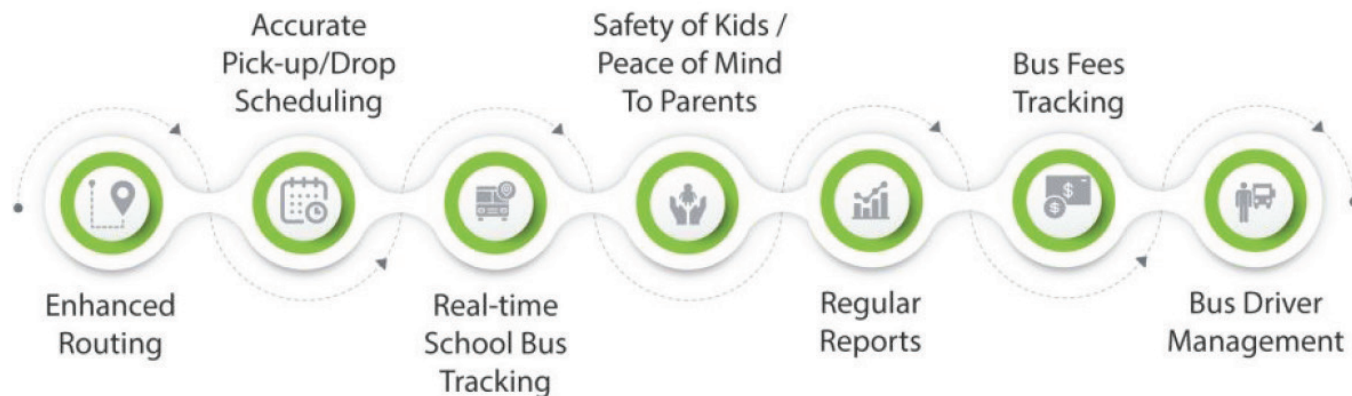 Enhanced
Routing
Accurate
Pick-up/Drop
Scheduling
Real-time
School Bus
Tracking
Safety of Kids /
Peace of Mind
To Parents
Regular
Reports
Bus Fees
Tracking
Bus Driver
Management